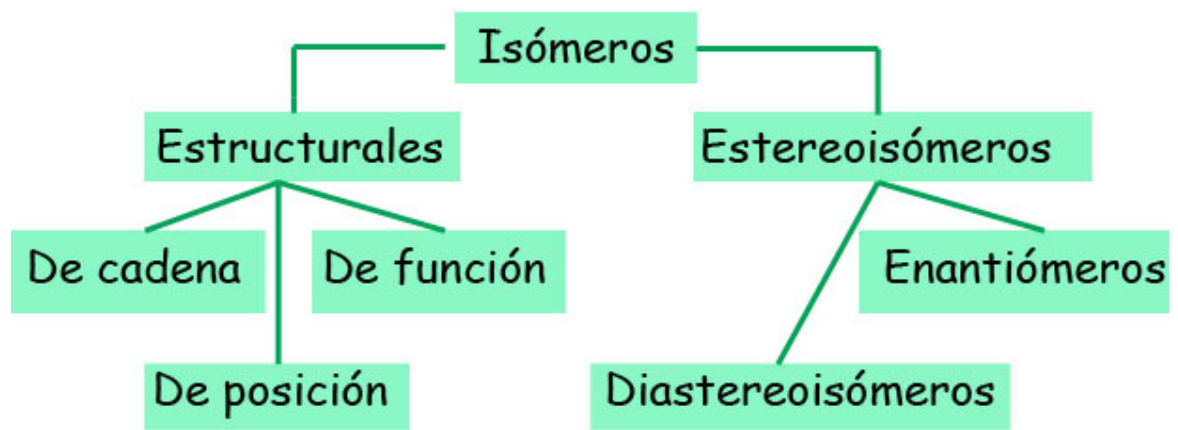 Isómeros
Estructurales
Estereoisómeros
De cadena
De función
Enantiómeros
De posición
Diastereoisómeros